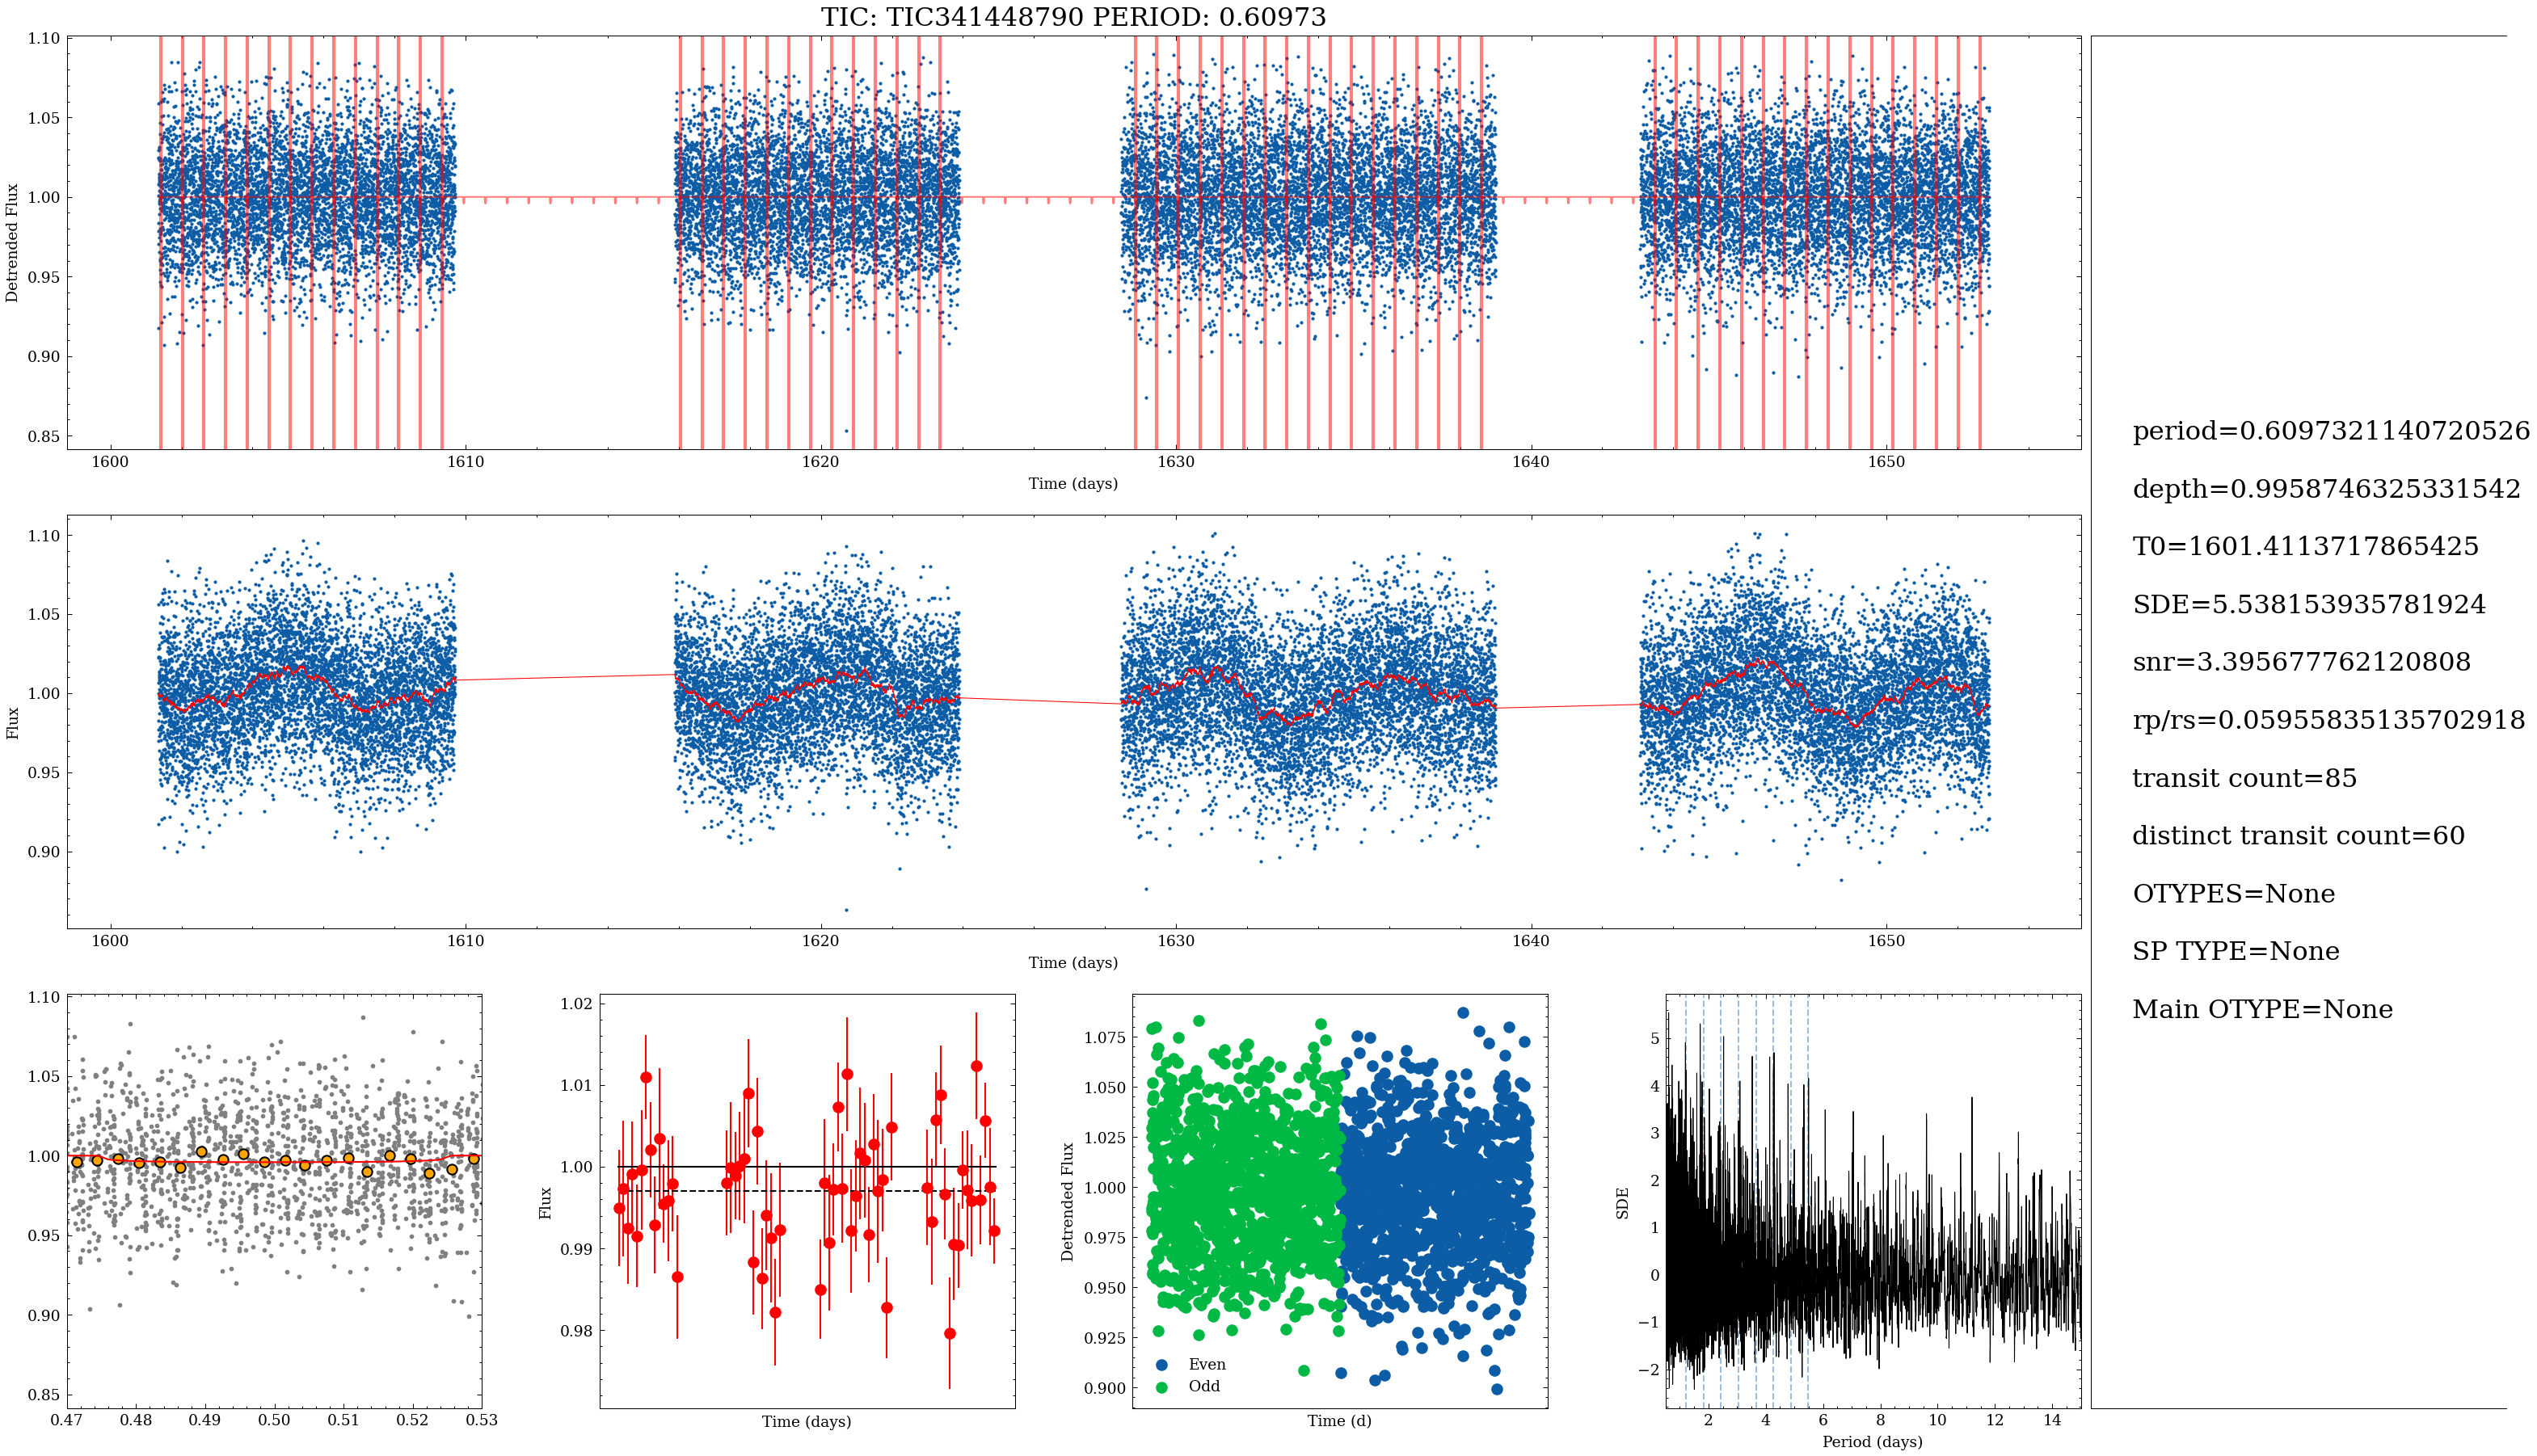 TIC: TIC341448790 PERIOD: 0.60973
1.10
1.05
1.00
0.95
0.90
0.85
Detrended Flux
1600 1610 1620 1630 1640 1650
Time (days)
1.10
1.05
1.00
0.95
0.90
Flux
1600 1610 1620 1630 1640 1650
Time (days)
period=0.6097321140720526
depth=0.9958746325331542
T0=1601.4113717865425
SDE=5.538153935781924
snr=3.395677762120808
rp/rs=0.05955835135702918
transit count=85
distinct transit count=60
OTYPES=None
SP TYPE=None
Main OTYPE=None
1.10
1.05
1.00
0.95
0.90
0.85
0.47 0.48 0.49 0.50 0.51 0.52 0.53
1.02
1.01
1.00
0.99
0.98
Flux
Time (days)
1.075
1.050
1.025
1.000
0.975
0.950
0.925
0.900
Detrended Flux
Even
Odd
Time (d)
5
4
3
2
1
0
−1
−2
SDE
2 4 6 8 10 12 14
Period (days)